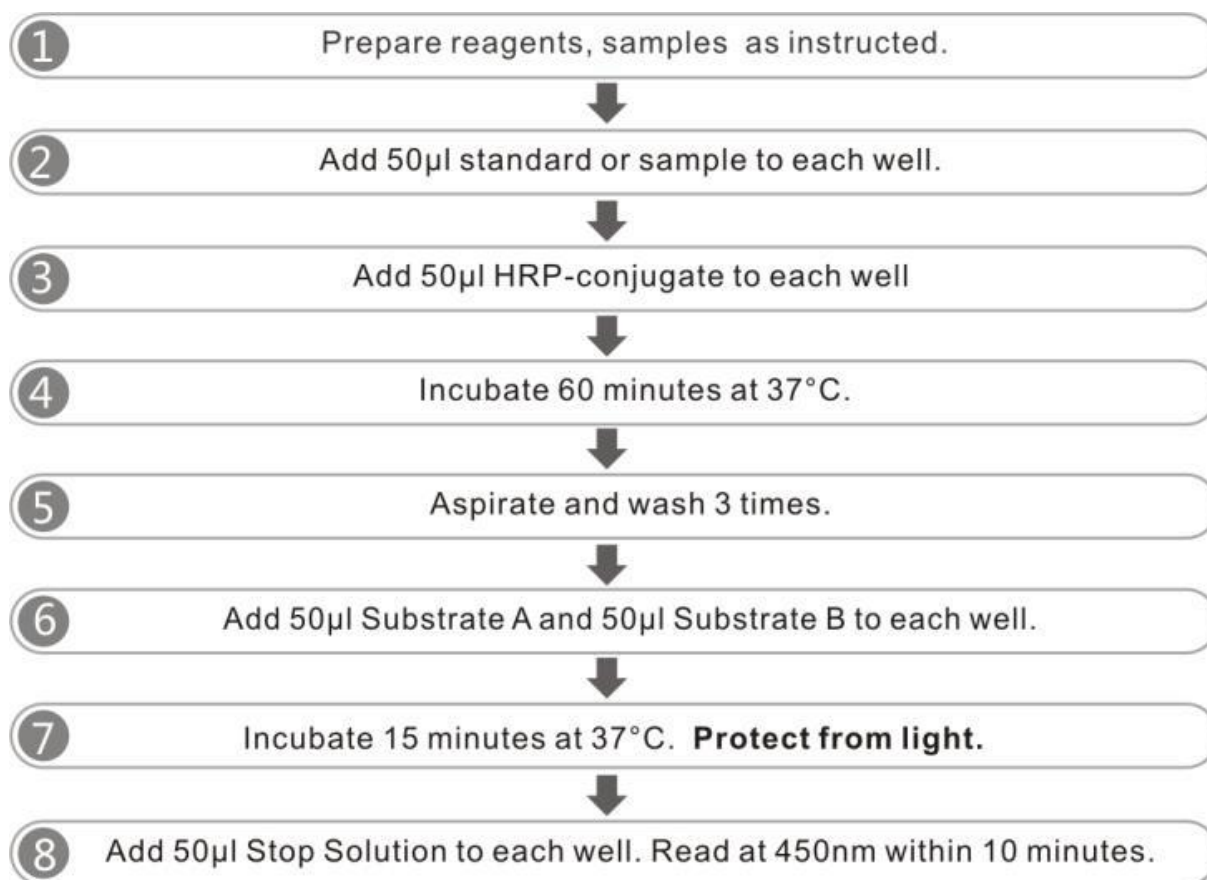 1 Prepare reagents, samples as instructed.
2 Add 50μl standard or sample to each well.
3 Add 50μl HRP-conjugate to each well
4 Incubate 60 minutes at 37°C.
5 Aspirate and wash 3 times.
6 Add 50μl Substrate A and 50μl Substrate B to each well.
7 Incubate 15 minutes at 37°C. Protect from light.
8 Add 50μl Stop Solution to each well. Read at 450nm within 10 minutes.